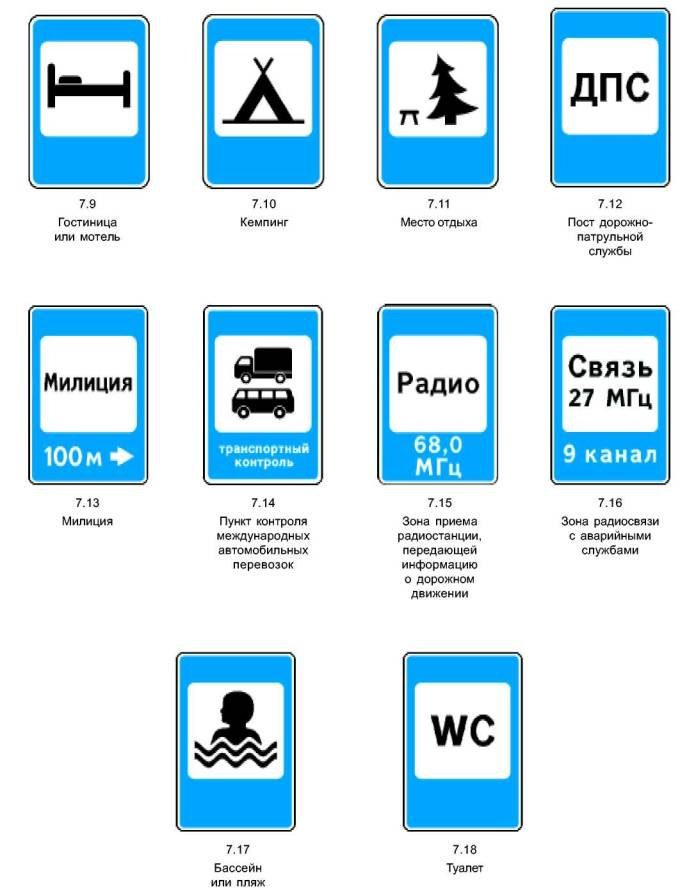 ДПС
7.9
Гостиница
или мотель
7.10
Кемпинг
7.11
Место отдыха
7.12
Пост дорожно-
патрульной
службы
Милиция
100 м
транспортный
контроль
Радио
68,0
МГц
Связь
27 МГц
9 канал
7.13
Милиция
7.14
Пункт контроля
международных
автомобильных
перевозок
7.15
Зона приема
радиостанции,
передающей
информацию
о дорожном
движении
7.16
Зона радиосвязи
с аварийными
службами
WC
7.17
Бассейн
или пляж
7.18
Туалет